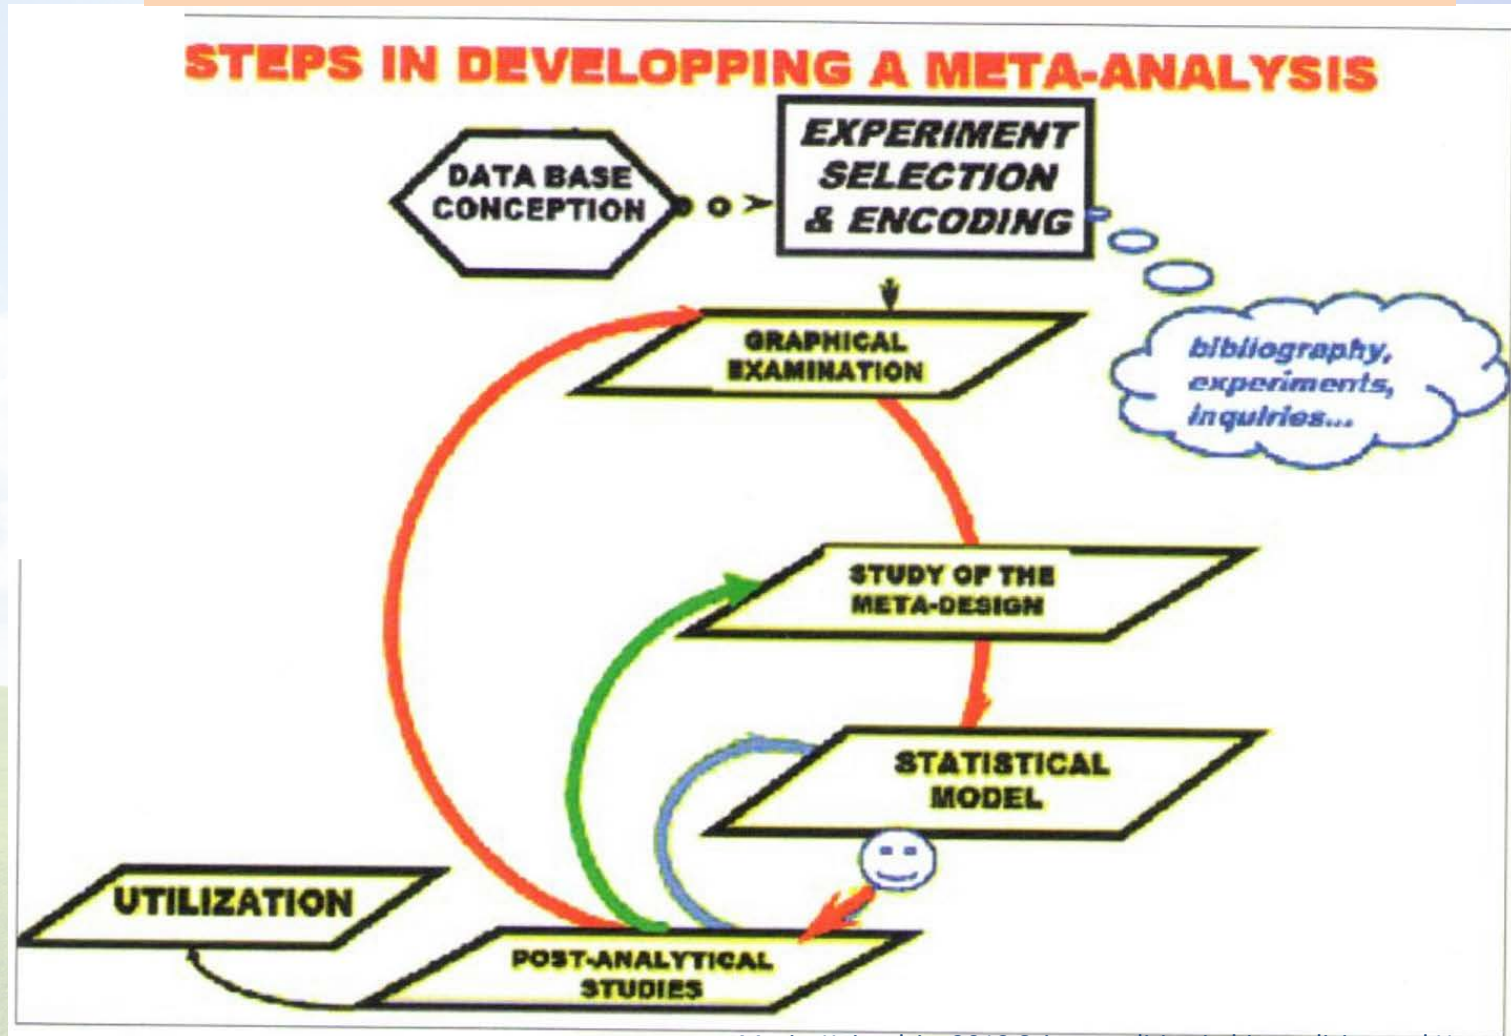 STEPS IN DEVELOPPING A META-ANALYSIS
DATA BASE
CONCEPTION
EXPERIMENT
SELECTION
& ENCODING
bibliography,
experiments,
inquiries...
GRAPHICAL
EXAMINATION
STUDY OF THE
META-DESIGN
STATISTICAL
MODEL
POST-ANALYTICAL
STUDIES
UTILIZATION